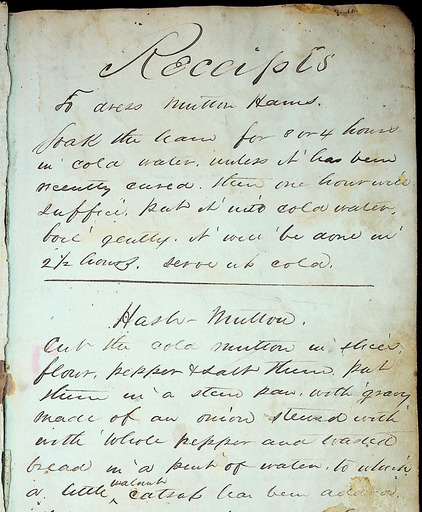 Receipts
To dress Mutton Hams.
Soak the ham for 3 or 4 hours
in cold water, unless it has been
recently cured. then one hour will
suffice. put it into cold water,
boil gently. it will be done in
2½ hours. serve up cold.
Hash-Mutton.
Cut the cold mutton in slices,
flour, pepper & salt them, put
them in a stew pan, with gravy
made of an onion stewed with
with whole pepper and toasted
bread in a pint of water, to which
a little walnut catsup has been added.